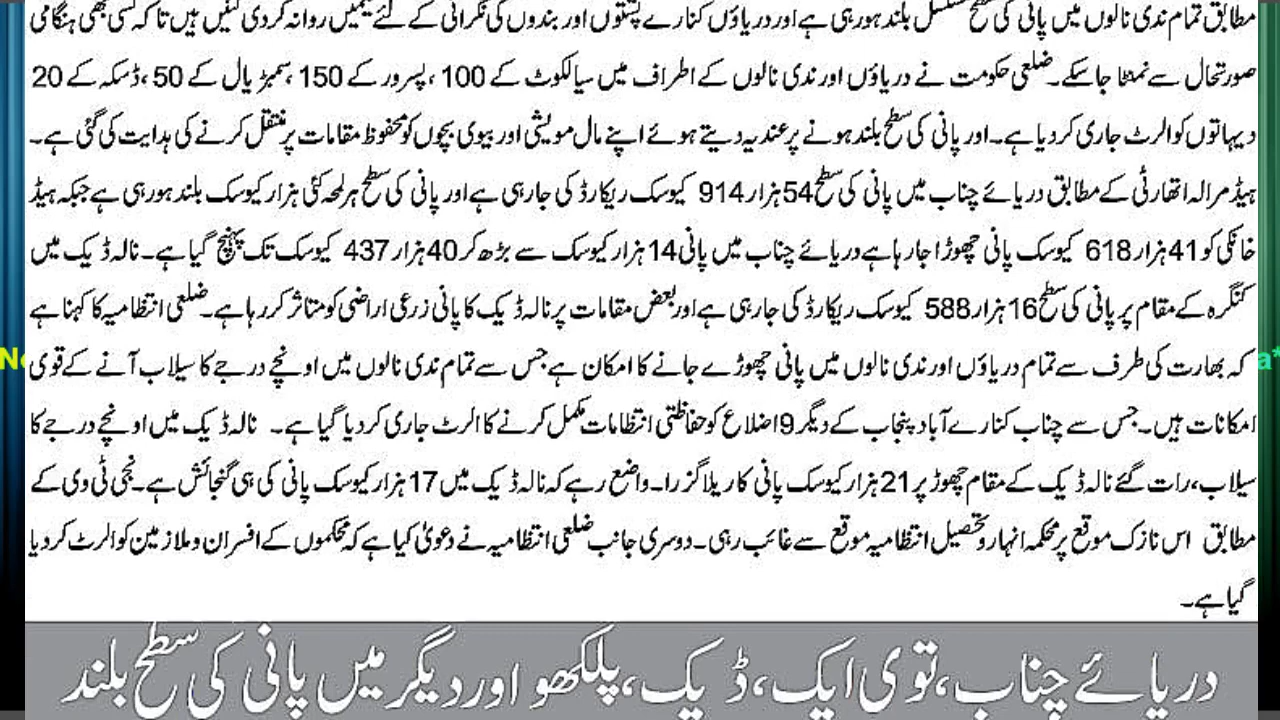 مطابق تمام ندی نالوں میں پانی کی سطح مسلسل بلند ہورہی ہے اور دریاؤں کنارے پشتوں اور بندوں کی نگرانی کے لئے ٹیمیں روانہ کردی گئیں ہیں تاکہ کسی بھی ہنگامی
صورتحال سے نمٹا جاسکے۔ ضلعی حکومت نے دریاؤں اور ندی نالوں کے اطراف میں سیالکوٹ کے 100 ،پسرور کے 150 ،سمبڑیال کے 50 ،ڈسکہ کے 20
دیہاتوں کو الرٹ جاری کردیا ہے۔ اور پانی کی سطح بلند ہونے پر عندیہ دیتے ہوئے اپنے مال مویشی اور بیوی بچوں کو محفوظ مقامات پر منتقل کرنے کی ہدایت کی گئی ہے۔
ہیڈ مرالہ اتھارٹی کے مطابق دریائے چناب میں پانی کی سطح 54 ہزار 914 کیوسک ریکارڈ کی جارہی ہے اور پانی کی سطح ہر لمحہ کئی ہزار کیوسک بلند ہورہی ہے جبکہ ہیڈ
خانکی کو 41 ہزار 618 کیوسک پانی چھوڑا جارہا ہے دریائے چناب میں پانی 14 ہزار کیوسک سے بڑھ کر 40 ہزار 437 کیوسک تک پہنچ گیا ہے۔ نالہ ڈیک میں
کنگرہ کے مقام پر پانی کی سطح 16 ہزار 588 کیوسک ریکارڈ کی جارہی ہے اور بعض مقامات پر نالہ ڈیک کا پانی زرعی اراضی کو متاثر کر رہا ہے۔ ضلعی انتظامیہ کا کہنا ہے
کہ بھارت کی طرف سے تمام دریاؤں اور ندی نالوں میں پانی چھوڑے جانے کا امکان ہے جس سے تمام ندی نالوں میں اونچے درجے کا سیلاب آنے کے قوی
امکانات ہیں۔ جس سے چناب کنارے آباد پنجاب کے دیگر 9 اضلاع کو حفاظتی انتظامات مکمل کرنے کا الرٹ جاری کردیا گیا ہے۔ نالہ ڈیک میں اونچے درجے کا
سیلاب، رات گئے نالہ ڈیک کے مقام چھوڑ پر 21 ہزار کیوسک پانی کا ریلا گزرا۔ واضع رہے کہ نالہ ڈیک میں 17 ہزار کیوسک پانی کی ہی گنجائش ہے۔ نجی ٹی وی کے
مطابق اس نازک موقع پر محکمہ انہار و تحصیل انتظامیہ موقع سے غائب رہی۔ دوسری جانب ضلعی انتظامیہ نے دعویٰ کیا ہے کہ محکموں کے افسران و ملازمین کو الرٹ کردیا
گیا ہے۔
دریائے چناب، توی ایک، ڈیک، پلکھو اور دیگر میں پانی کی سطح بلند